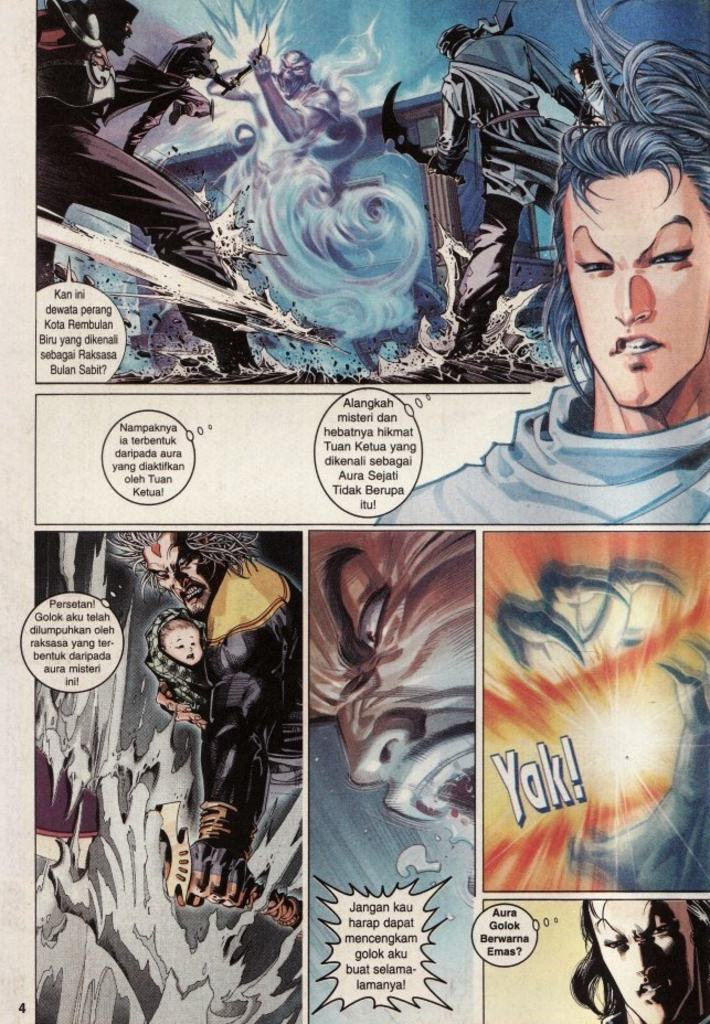 Kan ini
dewata perang
Kota Rembulan
Biru yang dikenali
sebagai Raksasa
Bulan Sabit?
Nampaknya
ia terbentuk
daripada aura
yang diaktifkan
oleh Tuan
Ketua!
Alangkah
misteri dan
hebatnya hikmat
Tuan Ketua yang
dikenali sebagai
Aura Sejati
Tidak Berupa
itu!
Persetan!
Golok aku telah
dilumpuhkan oleh
raksasa yang ter-
bentuk daripada
aura misteri
ini!
Jangan kau
harap dapat
mencengkam
golok aku
buat selama-
lamanya!
Yak!
Aura
Golok
Berwarna
Emas?
4